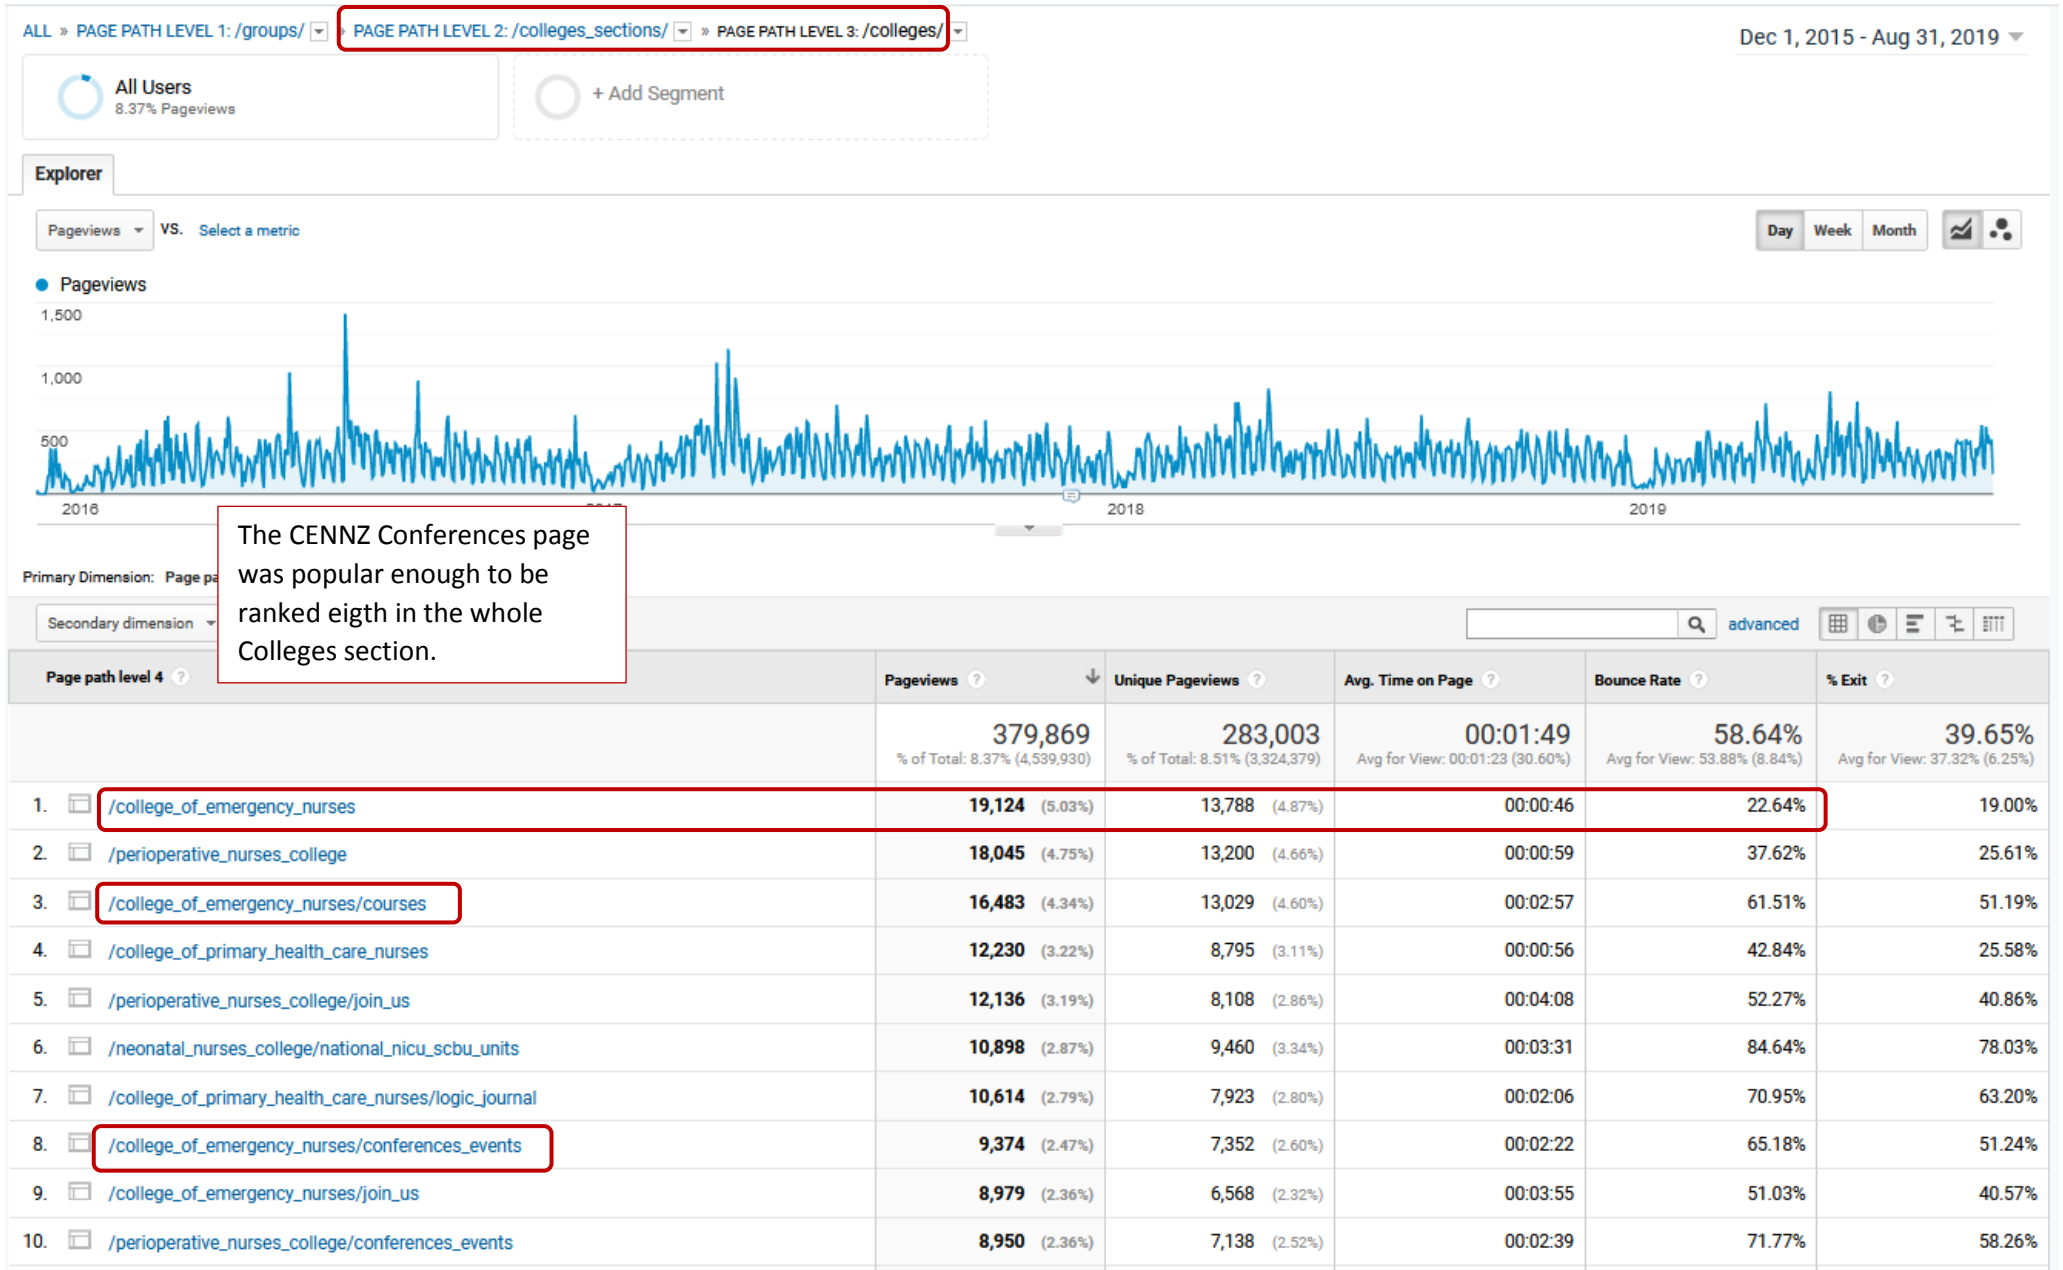 ALL » PAGE PATH LEVEL 1: /groups/ » PAGE PATH LEVEL 2: /colleges_sections/ » PAGE PATH LEVEL 3: /colleges/
Dec 1, 2015 - Aug 31, 2019
All Users
8.37% Pageviews
+ Add Segment
Explorer
Pageviews VS. Select a metric
Day Week Month
Pageviews
1,500
1,000
500
2016 2018 2019
The CENNZ Conferences page
was popular enough to be
ranked eigth in the whole
Colleges section.
Primary Dimension: Page pa
Secondary dimension
advanced
Page path level 4 ? Pageviews ? Unique Pageviews ? Avg. Time on Page ? Bounce Rate ? % Exit ?
379,869 283,003 00:01:49 58.64% 39.65%
% of Total: 8.37% (4,539,930) % of Total: 8.51% (3,324,379) Avg for View: 00:01:23 (30.60%) Avg for View: 53.88% (8.84%) Avg for View: 37.32% (6.25%)
1. /college_of_emergency_nurses 19,124 (5.03%) 13,788 (4.87%) 00:00:46 22.64% 19.00%
2. /perioperative_nurses_college 18,045 (4.75%) 13,200 (4.66%) 00:00:59 37.62% 25.61%
3. /college_of_emergency_nurses/courses 16,483 (4.34%) 13,029 (4.60%) 00:02:57 61.51% 51.19%
4. /college_of_primary_health_care_nurses 12,230 (3.22%) 8,795 (3.11%) 00:00:56 42.84% 25.58%
5. /perioperative_nurses_college/join_us 12,136 (3.19%) 8,108 (2.86%) 00:04:08 52.27% 40.86%
6. /neonatal_nurses_college/national_nicu_scbu_units 10,898 (2.87%) 9,460 (3.34%) 00:03:31 84.64% 78.03%
7. /college_of_primary_health_care_nurses/logic_journal 10,614 (2.79%) 7,923 (2.80%) 00:02:06 70.95% 63.20%
8. /college_of_emergency_nurses/conferences_events 9,374 (2.47%) 7,352 (2.60%) 00:02:22 65.18% 51.24%
9. /college_of_emergency_nurses/join_us 8,979 (2.36%) 6,568 (2.32%) 00:03:55 51.03% 40.57%
10. /perioperative_nurses_college/conferences_events 8,950 (2.36%) 7,138 (2.52%) 00:02:39 71.77% 58.26%